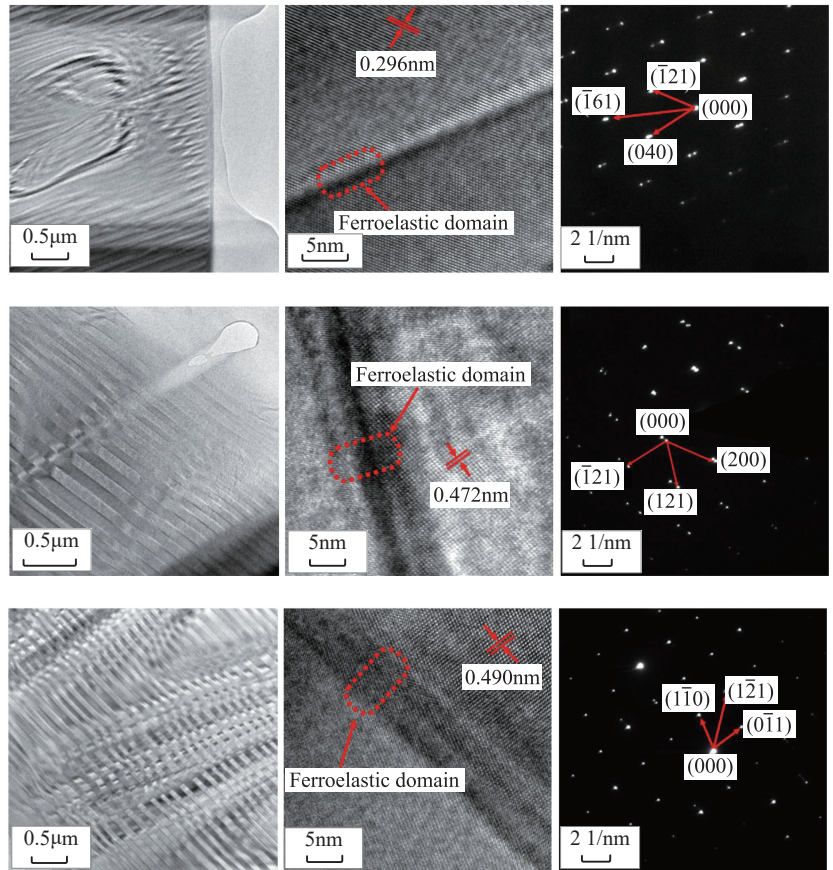 0.5μm
0.296nm
Ferroelastic domain
5nm
(1̅21)
(1̅61)
(000)
(040)
2 1/nm
0.5μm
Ferroelastic domain
0.472nm
5nm
(000)
(200)
(1̅21)
(121)
2 1/nm
0.5μm
0.490nm
Ferroelastic domain
5nm
(12̅1)
(11̅0)
(01̅1)
(000)
2 1/nm